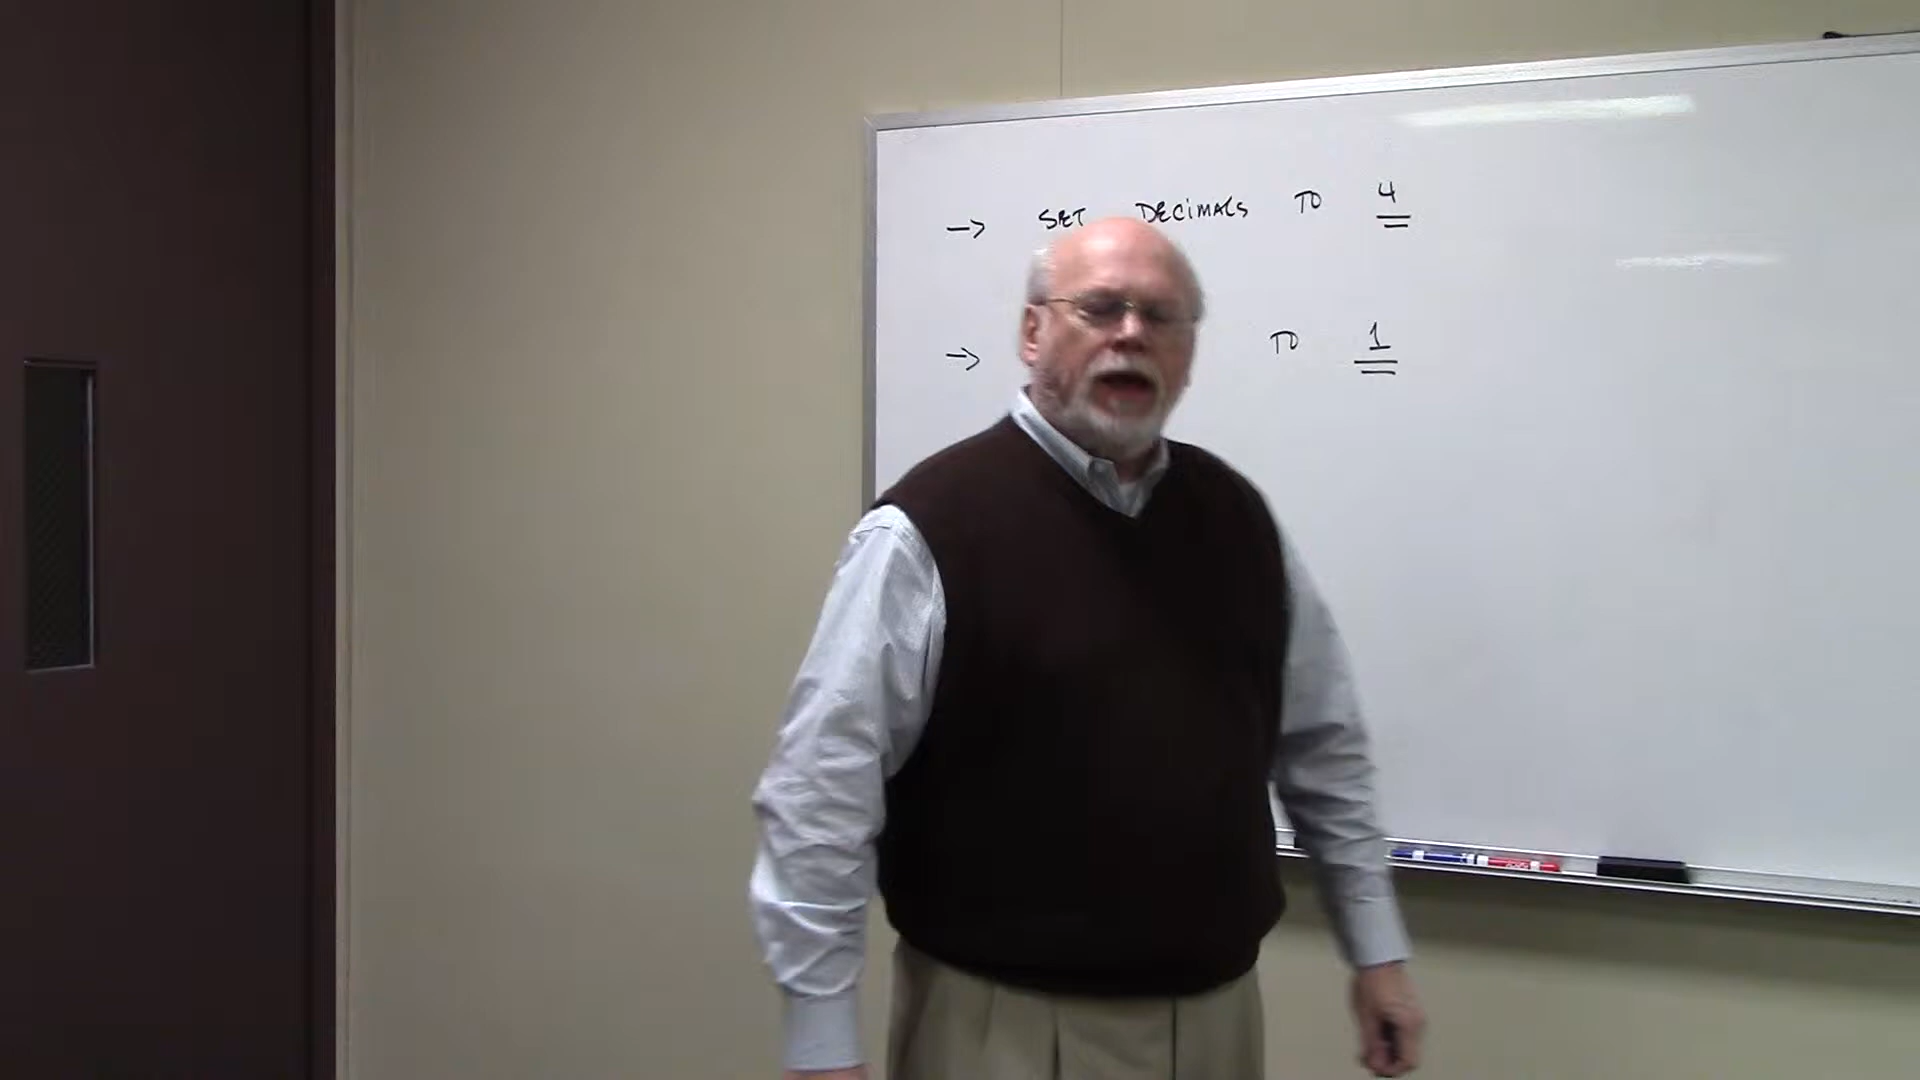 → SET DECIMALS TO 4
→ TO 1